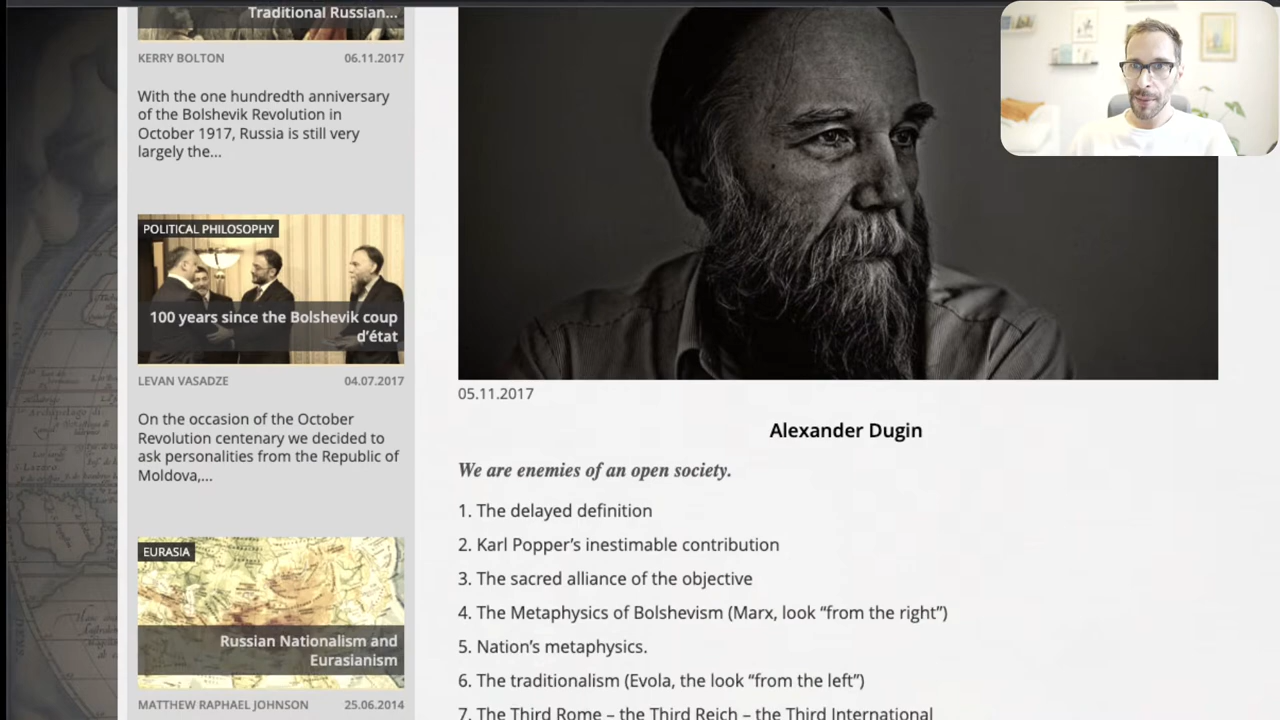 Traditional Russian...
KERRY BOLTON 06.11.2017
With the one hundredth anniversary
of the Bolshevik Revolution in
October 1917, Russia is still very
largely the...
POLITICAL PHILOSOPHY
100 years since the Bolshevik coup
d'état
LEVAN VASADZE 04.07.2017
On the occasion of the October
Revolution centenary we decided to
ask personalities from the Republic of
Moldova,...
EURASIA
Russian Nationalism and
Eurasianism
MATTHEW RAPHAEL JOHNSON 25.06.2014
05.11.2017
Alexander Dugin
We are enemies of an open society.
1. The delayed definition
2. Karl Popper's inestimable contribution
3. The sacred alliance of the objective
4. The Metaphysics of Bolshevism (Marx, look “from the right”)
5. Nation's metaphysics.
6. The traditionalism (Evola, the look “from the left”)
7. The Third Rome – the Third Reich – the Third International